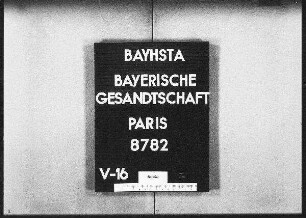 BAYHSTA
BAYERISCHE
GESANDTSCHAFT
PARIS
8782
V-16